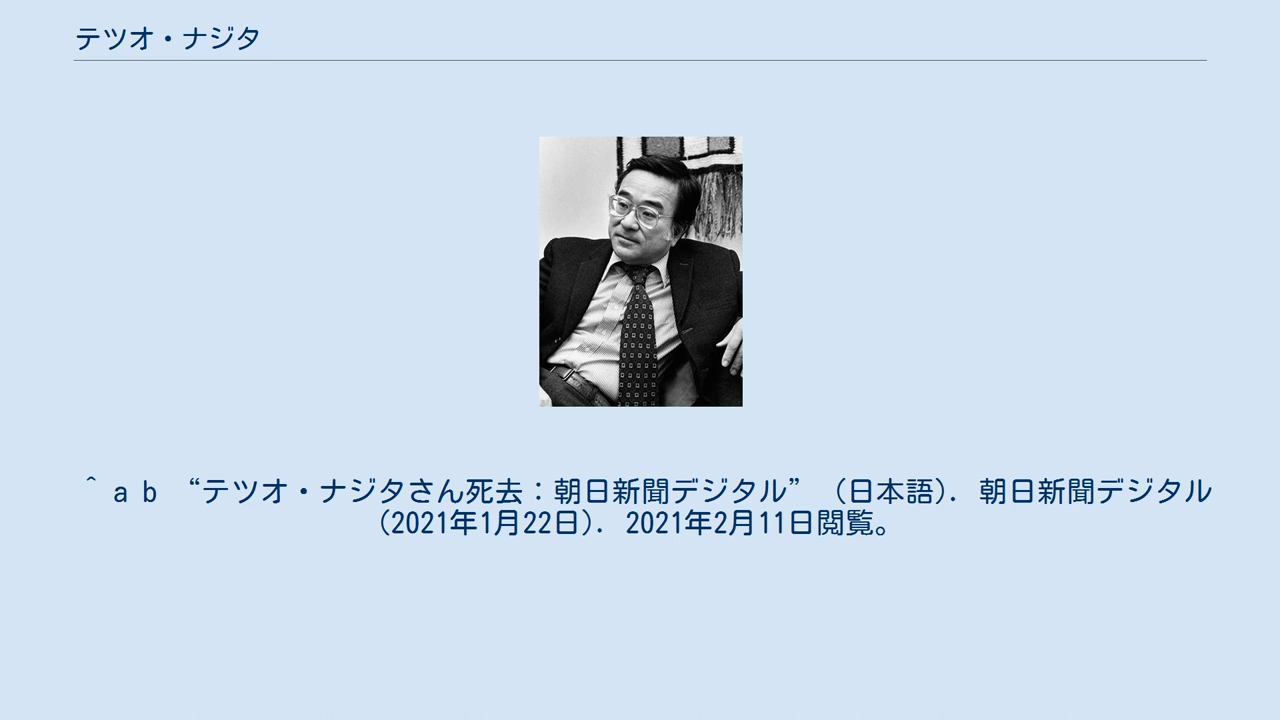 テツオ・ナジタ
^ a b “テツオ・ナジタさん死去：朝日新聞デジタル” (日本語). 朝日新聞デジタル
(2021年1月22日). 2021年2月11日閲覧。